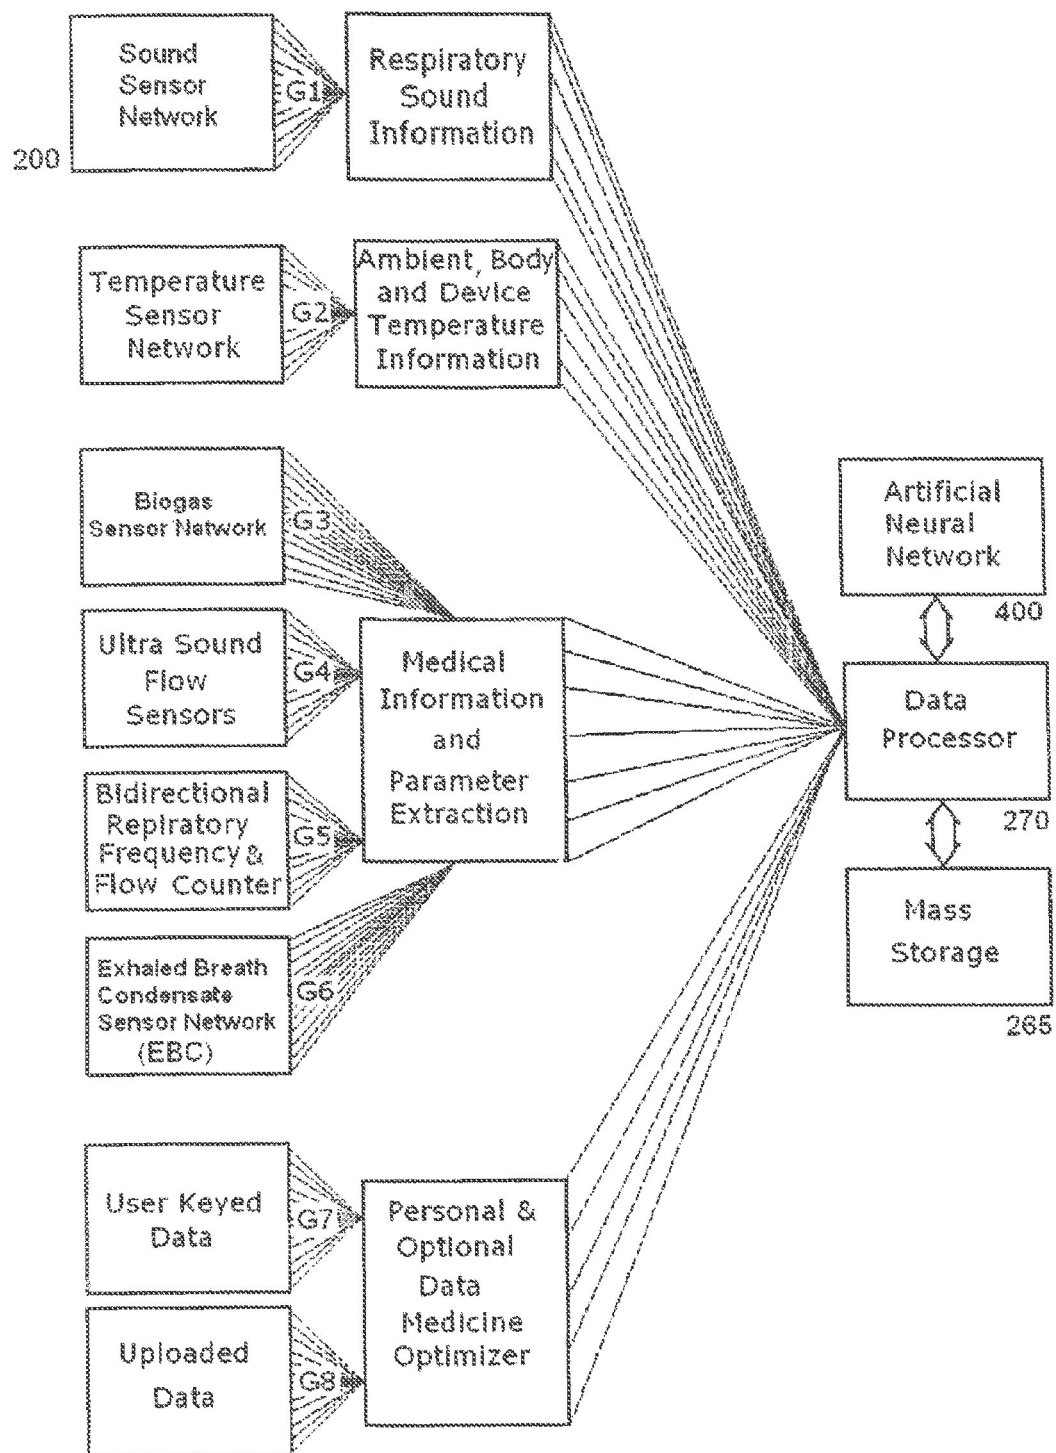 Sound
Sensor
Network
G1
Respiratory
Sound
Information
200
Temperature
Sensor
Network
G2
Ambient, Body
and Device
Temperature
Information
Biogas
Sensor Network
G3
Ultra Sound
Flow
Sensors
G4
Medical
Information
and
Parameter
Extraction
Bidirectional
Repiratory
Frequency &
Flow Counter
G5
Exhaled Breath
Condensate
Sensor Network
(EBC)
G6
User Keyed
Data
G7
Uploaded
Data
G8
Personal &
Optional
Data
Medicine
Optimizer
Artificial
Neural
Network
400
Data
Processor
270
Mass
Storage
265